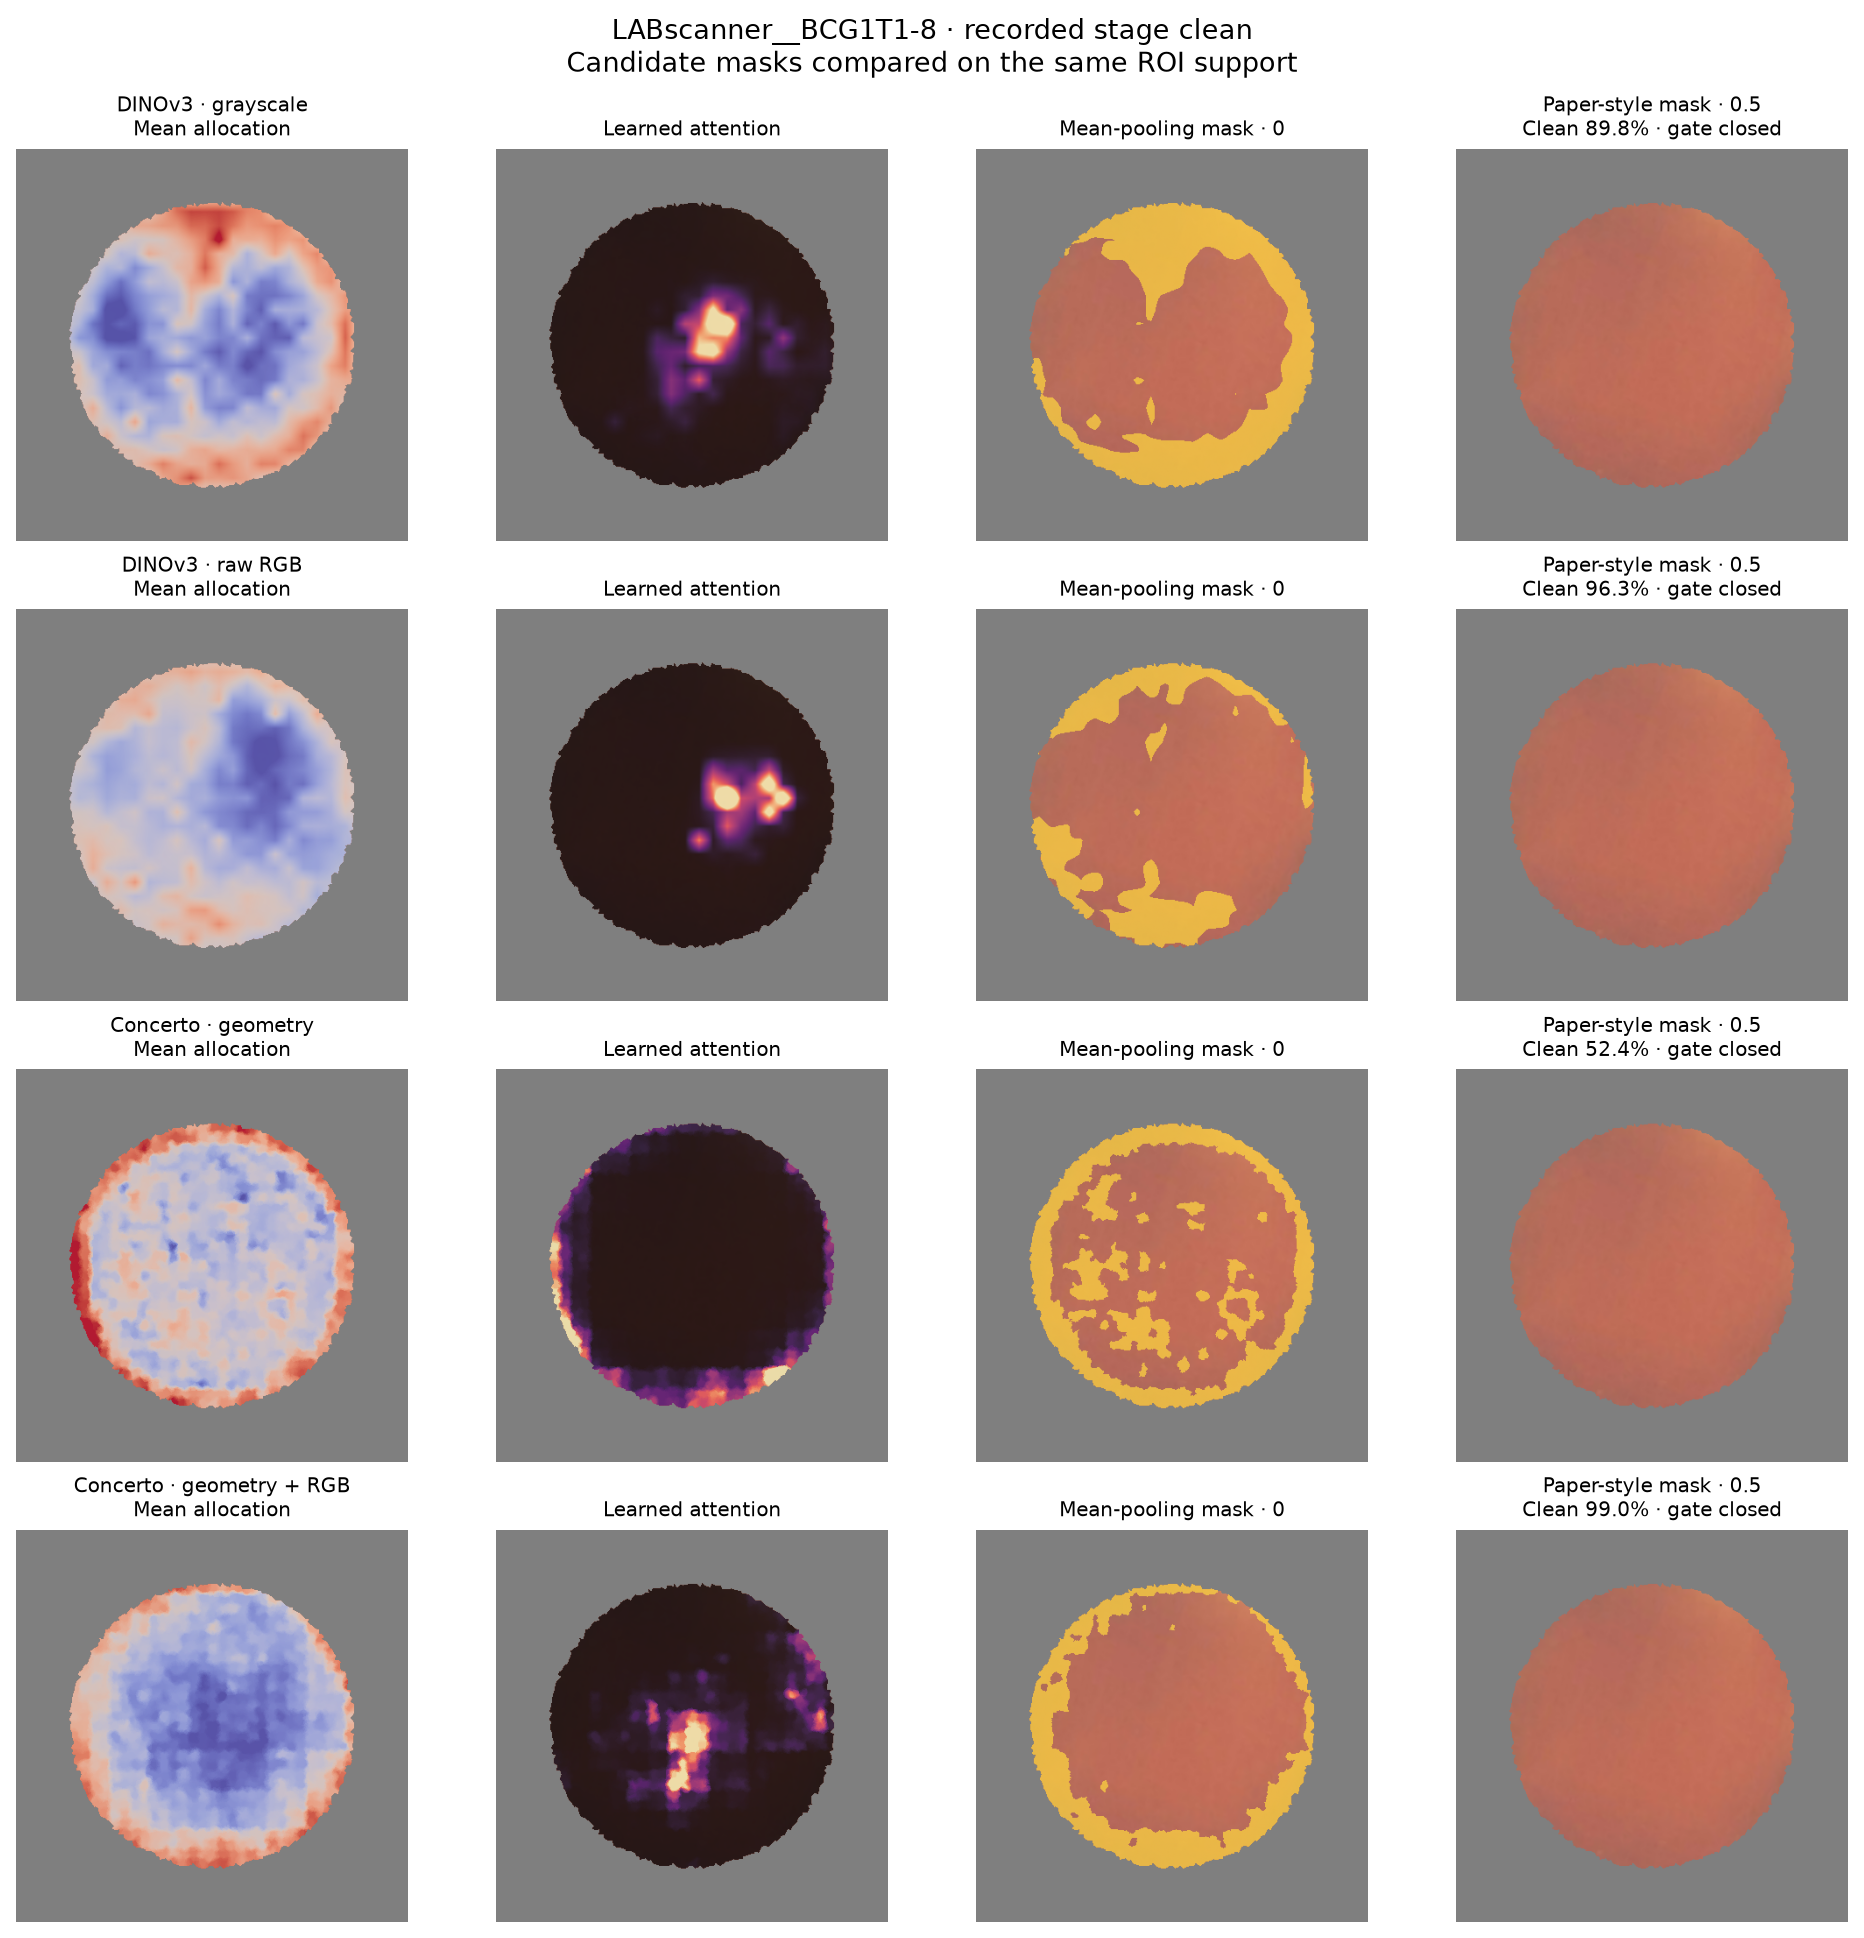 LABscanner__BCG1T1-8 · recorded stage clean
Candidate masks compared on the same ROI support
DINOv3 · grayscale
Mean allocation
Learned attention
Mean-pooling mask · 0
Paper-style mask · 0.5
Clean 89.8% · gate closed
DINOv3 · raw RGB
Mean allocation
Learned attention
Mean-pooling mask · 0
Paper-style mask · 0.5
Clean 96.3% · gate closed
Concerto · geometry
Mean allocation
Learned attention
Mean-pooling mask · 0
Paper-style mask · 0.5
Clean 52.4% · gate closed
Concerto · geometry + RGB
Mean allocation
Learned attention
Mean-pooling mask · 0
Paper-style mask · 0.5
Clean 99.0% · gate closed